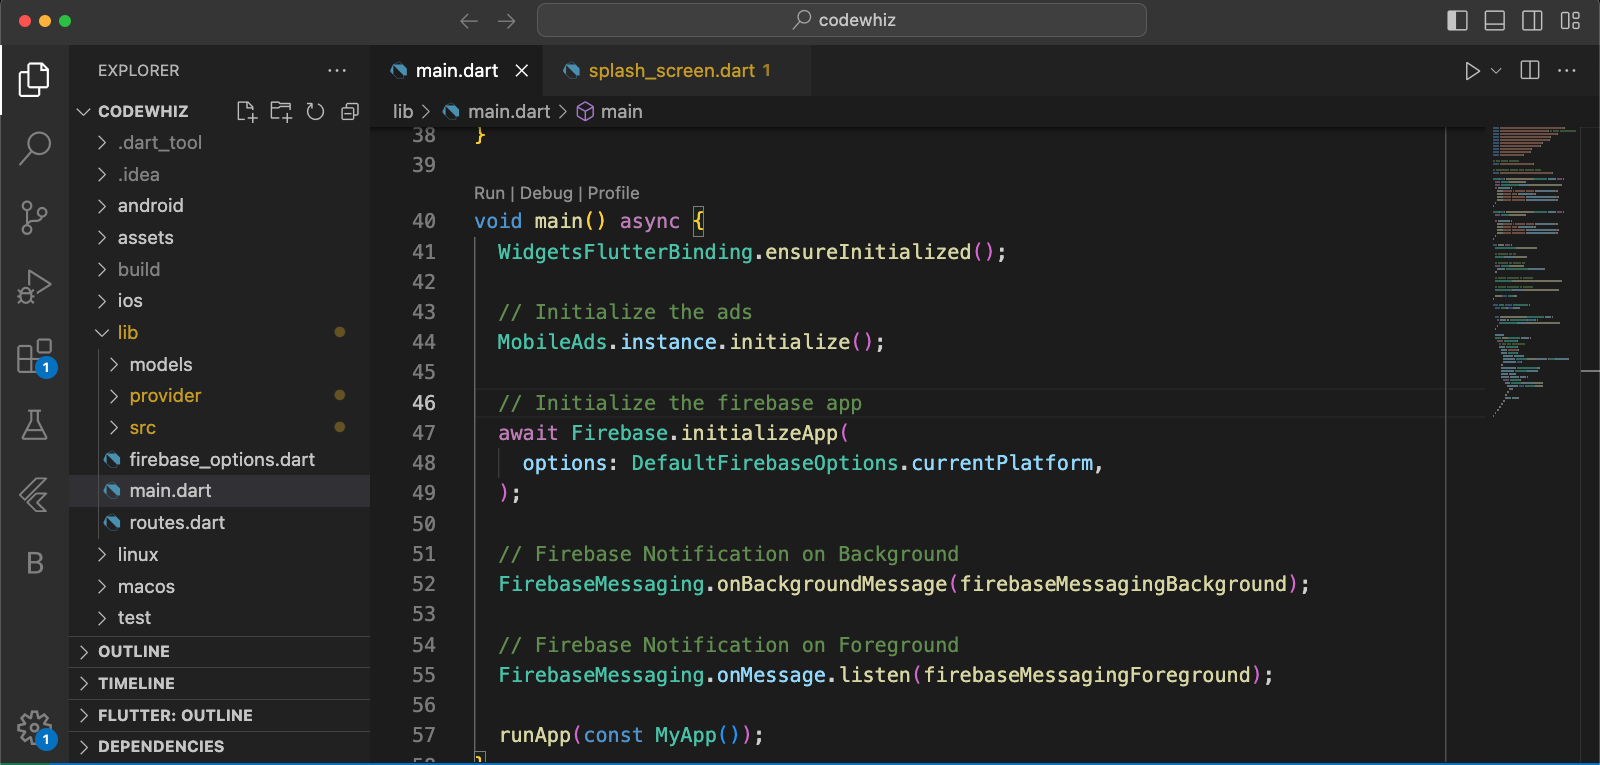 codewhiz
EXPLORER
CODEWHIZ
.dart_tool
.idea
android
assets
build
ios
lib
models
provider
src
firebase_options.dart
main.dart
routes.dart
linux
macos
test
OUTLINE
TIMELINE
FLUTTER: OUTLINE
DEPENDENCIES
1
B
1
main.dart
splash_screen.dart 1
lib > main.dart > main
38 }
39
Run | Debug | Profile
40 void main() async {
41 WidgetsFlutterBinding.ensureInitialized();
42
43 // Initialize the ads
44 MobileAds.instance.initialize();
45
46 // Initialize the firebase app
47 await Firebase.initializeApp(
48 options: DefaultFirebaseOptions.currentPlatform,
49 );
50
51 // Firebase Notification on Background
52 FirebaseMessaging.onBackgroundMessage(firebaseMessagingBackground);
53
54 // Firebase Notification on Foreground
55 FirebaseMessaging.onMessage.listen(firebaseMessagingForeground);
56
57 runApp(const MyApp());
58 }